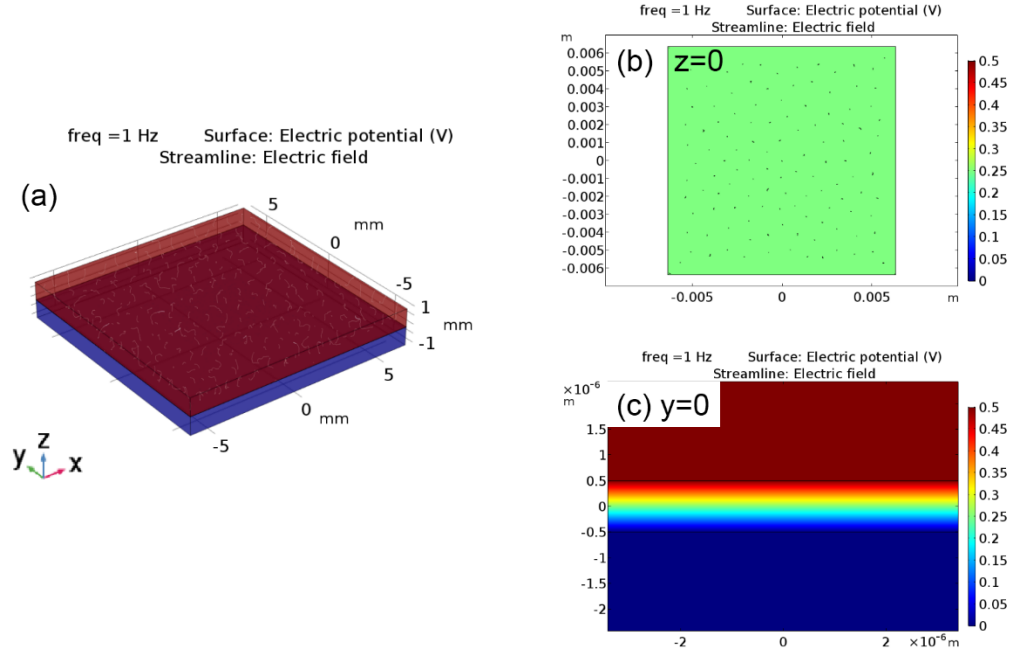 freq =1 Hz Surface: Electric potential (V)
Streamline: Electric field
(a)
5
mm
0
-5
1
mm
-1
5
0
mm
-5
z
y
x
freq =1 Hz Surface: Electric potential (V)
Streamline: Electric field
m
(b) z=0
0.006
0.005
0.004
0.003
0.002
0.001
0
-0.001
-0.002
-0.003
-0.004
-0.005
-0.006
-0.005 0 0.005 m
0.5
0.45
0.4
0.35
0.3
0.25
0.2
0.15
0.1
0.05
0
freq =1 Hz Surface: Electric potential (V)
Streamline: Electric field
×10⁻⁶
m
(c) y=0
1.5
1
0.5
0
-0.5
-1
-1.5
-2
-2 0 2 ×10⁻⁶ m
0.5
0.45
0.4
0.35
0.3
0.25
0.2
0.15
0.1
0.05
0